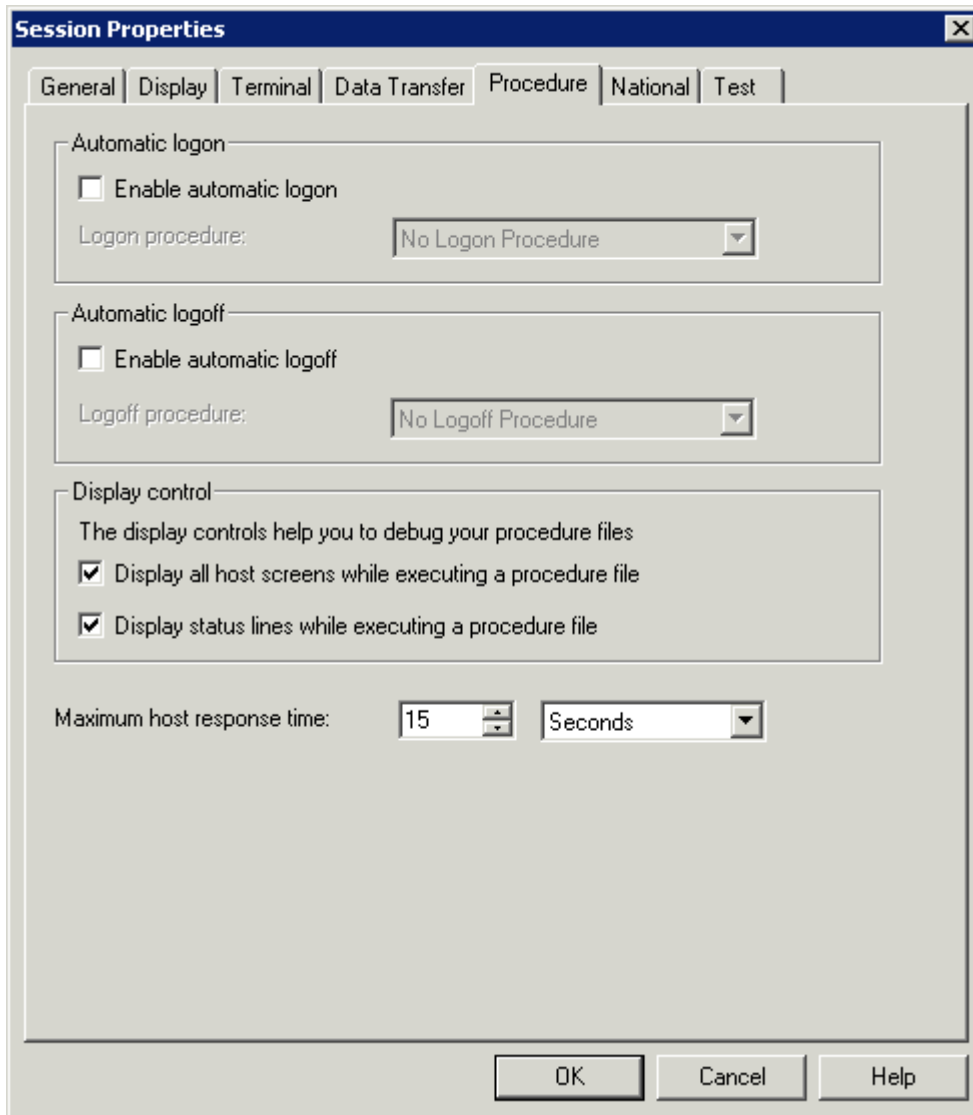 Session Properties
General Display Terminal Data Transfer Procedure National Test
Automatic logon
Enable automatic logon
Logon procedure: No Logon Procedure
Automatic logoff
Enable automatic logoff
Logoff procedure: No Logoff Procedure
Display control
The display controls help you to debug your procedure files
Display all host screens while executing a procedure file
Display status lines while executing a procedure file
Maximum host response time: 15 Seconds
OK Cancel Help